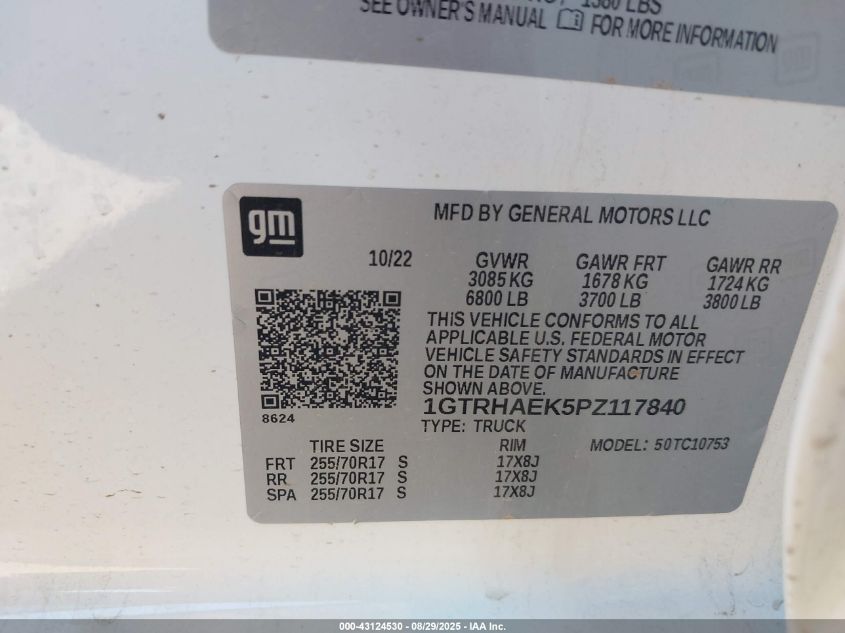 1380 LBS
SEE OWNER'S MANUAL FOR MORE INFORMATION
gm
MFD BY GENERAL MOTORS LLC
10/22 GVWR GAWR FRT GAWR RR
3085 KG 1678 KG 1724 KG
6800 LB 3700 LB 3800 LB
THIS VEHICLE CONFORMS TO ALL
APPLICABLE U.S. FEDERAL MOTOR
VEHICLE SAFETY STANDARDS IN EFFECT
ON THE DATE OF MANUFACTURE
SHOWN ABOVE.
8624
1GTRHAEK5PZ117840
TYPE: TRUCK
TIRE SIZE RIM MODEL: 50TC10753
FRT 255/70R17 S 17X8J
RR 255/70R17 S 17X8J
SPA 255/70R17 S 17X8J
000-43124530 - 08/29/2025 - IAA Inc.